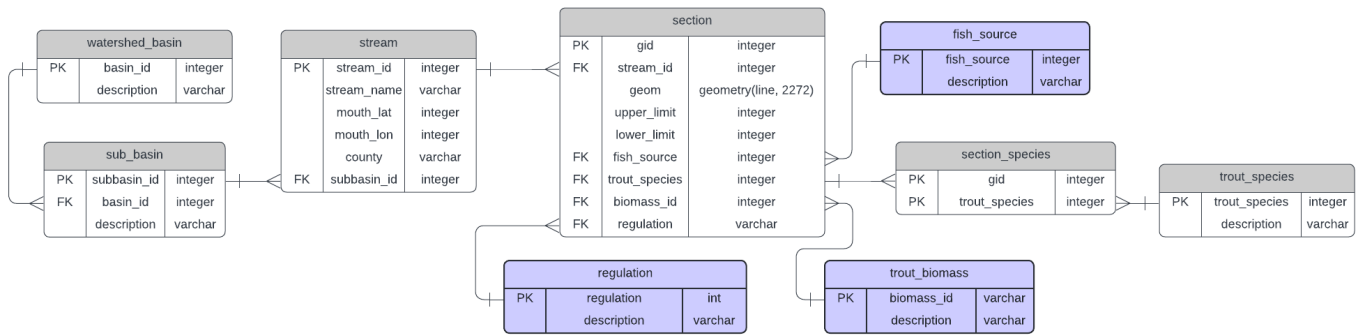 watershed_basin
PK basin_id integer
description varchar
sub_basin
PK subbasin_id integer
FK basin_id integer
description varchar
stream
PK stream_id integer
stream_name varchar
mouth_lat integer
mouth_lon integer
county varchar
FK subbasin_id integer
section
PK gid integer
FK stream_id integer
geom geometry(line, 2272)
upper_limit integer
lower_limit integer
FK fish_source integer
FK trout_species integer
FK biomass_id integer
FK regulation varchar
regulation
PK regulation int
description varchar
fish_source
PK fish_source integer
description varchar
section_species
PK gid integer
PK trout_species integer
trout_species
PK trout_species integer
description varchar
trout_biomass
PK biomass_id varchar
description varchar